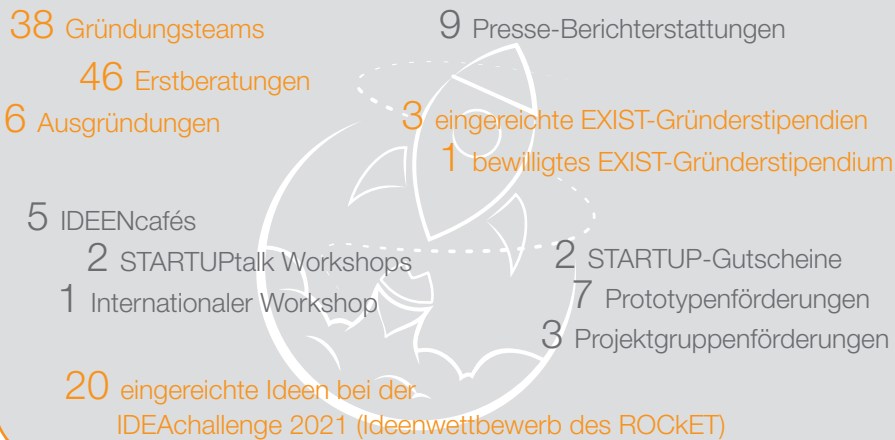 38 Gründungsteams
46 Erstberatungen
6 Ausgründungen
9 Presse-Berichterstattungen
3 eingereichte EXIST-Gründerstipendien
1 bewilligtes EXIST-Gründerstipendium
5 IDEENcafés
2 STARTUPtalk Workshops
1 Internationaler Workshop
2 STARTUP-Gutscheine
7 Prototypenförderungen
3 Projektgruppenförderungen
20 eingereichte Ideen bei der
IDEAchallenge 2021 (Ideenwettbewerb des ROCkET)